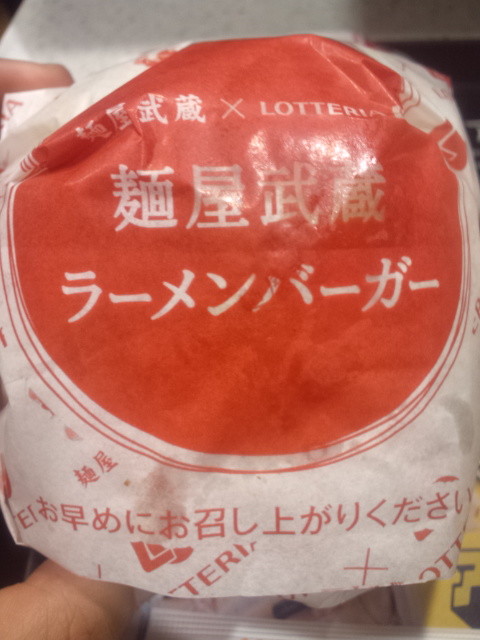 麺屋武蔵 × LOTTERIA
麺屋武蔵
ラーメンバーガー
麺屋
お早めにお召し上がりください
LOTTERIA